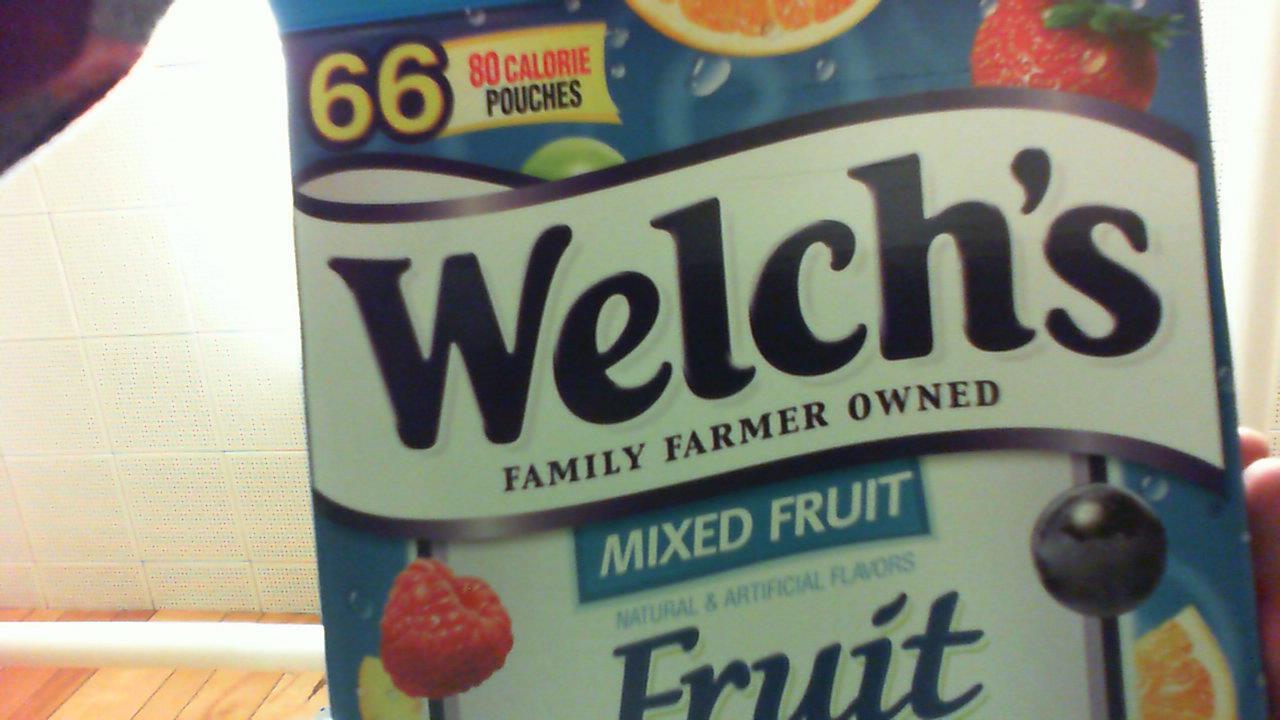 66 80 CALORIE
POUCHES
Welch's
FAMILY FARMER OWNED
MIXED FRUIT
NATURAL & ARTIFICIAL FLAVORS
Fruit